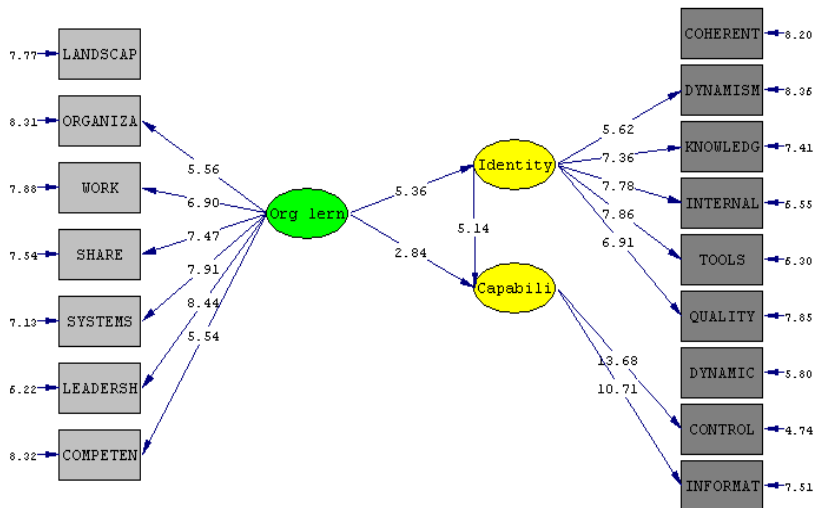 COHERENT 8.20
7.77 LANDSCAP
DYNAMISM 8.36
8.31 ORGANIZA
5.62
KNOWLEDG 7.41
5.56
7.36
Identity
7.88 WORK
7.78
INTERNAL 6.55
6.90
5.36
7.86
Org lern
7.47
5.14
6.91
7.54 SHARE
2.84
TOOLS 6.30
7.91
Capabili
8.44
7.13 SYSTEMS
QUALITY 7.85
5.54
13.68
DYNAMIC 5.80
6.22 LEADERSH
10.71
CONTROL 4.74
8.32 COMPETEN
INFORMAT 7.51